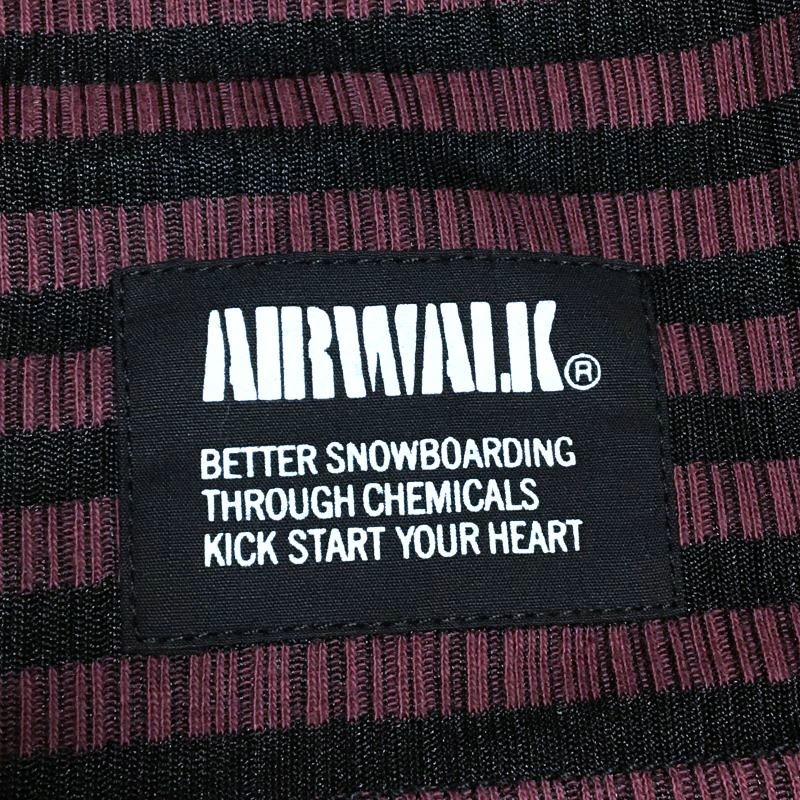 AIRWALK®
BETTER SNOWBOARDING
THROUGH CHEMICALS
KICK START YOUR HEART